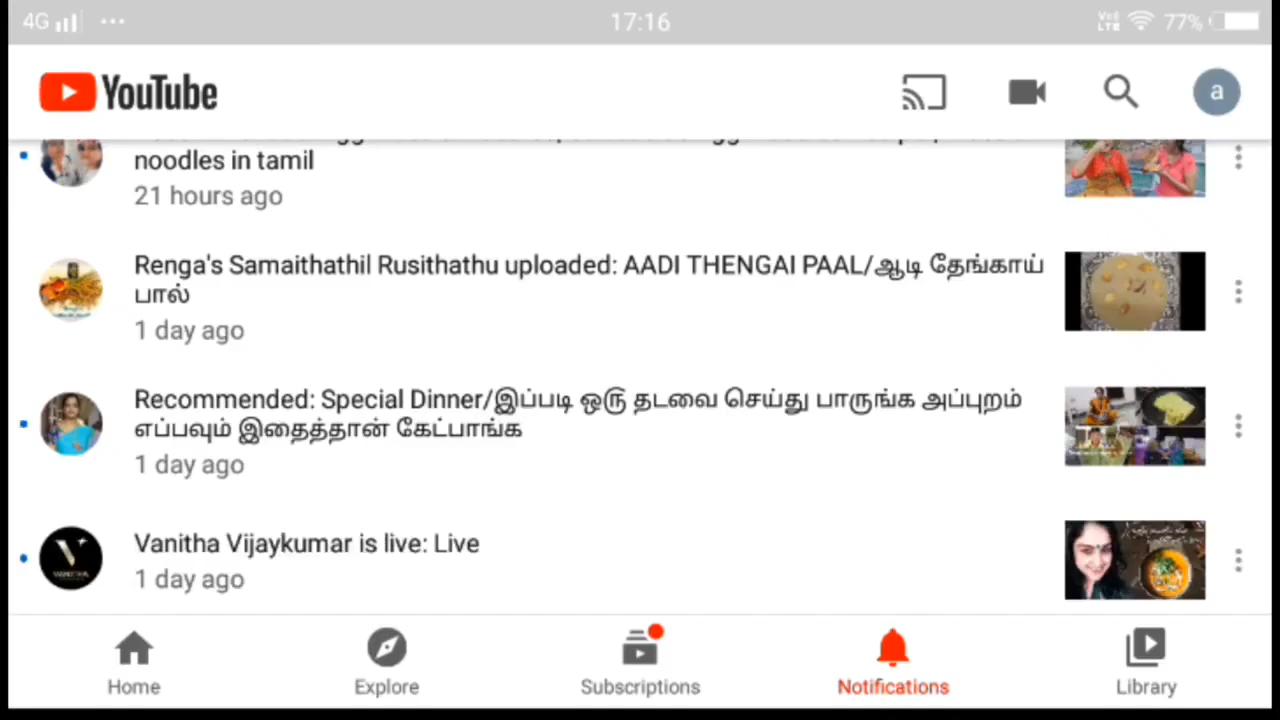 4G
17:16
VoI
LTE
77%
YouTube
a
noodles in tamil
21 hours ago
Renga's Samaithathil Rusithathu uploaded: AADI THENGAI PAAL/ஆடி தேங்காய்
பால்
1 day ago
Recommended: Special Dinner/இப்படி ஒரு தடவை செய்து பாருங்க அப்புறம்
எப்பவும் இதைத்தான் கேட்பாங்க
1 day ago
Vanitha Vijaykumar is live: Live
1 day ago
Home
Explore
Subscriptions
Notifications
Library